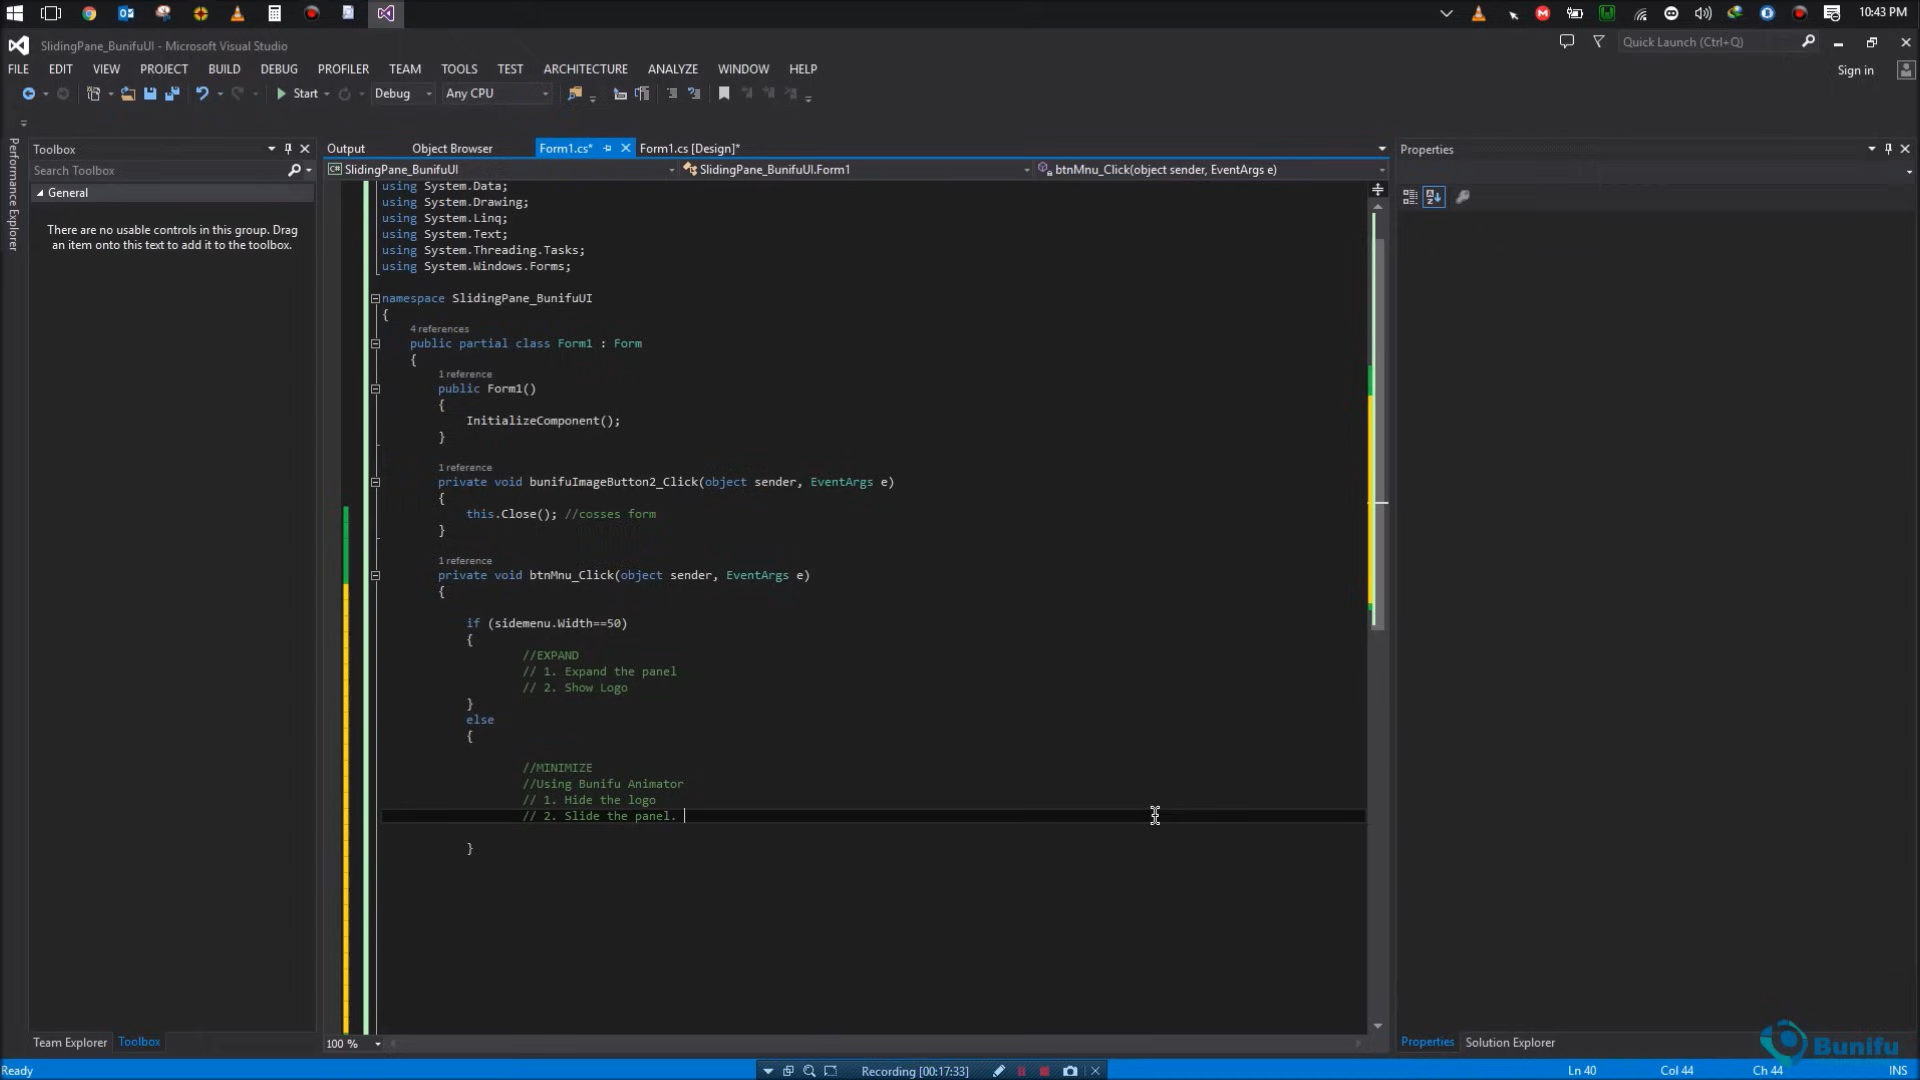 10:43 PM
SlidingPane_BunifuUI - Microsoft Visual Studio
Quick Launch (Ctrl+Q)
FILE EDIT VIEW PROJECT BUILD DEBUG PROFILER TEAM TOOLS TEST ARCHITECTURE ANALYZE WINDOW HELP
Sign in
Start Debug Any CPU
Performance Explorer
Toolbox
Output Object Browser Form1.cs* Form1.cs [Design]*
Properties
Search Toolbox
SlidingPane_BunifuUI SlidingPane_BunifuUI.Form1 btnMnu_Click(object sender, EventArgs e)
General
There are no usable controls in this group. Drag
an item onto this text to add it to the toolbox.
using System.Data;
using System.Drawing;
using System.Linq;
using System.Text;
using System.Threading.Tasks;
using System.Windows.Forms;
namespace SlidingPane_BunifuUI
{
4 references
public partial class Form1 : Form
{
1 reference
public Form1()
{
InitializeComponent();
}
1 reference
private void bunifuImageButton2_Click(object sender, EventArgs e)
{
this.Close(); //cosses form
}
1 reference
private void btnMnu_Click(object sender, EventArgs e)
{
if (sidemenu.Width==50)
{
//EXPAND
// 1. Expand the panel
// 2. Show Logo
}
else
{
//MINIMIZE
//Using Bunifu Animator
// 1. Hide the logo
// 2. Slide the panel.
}
Team Explorer Toolbox
100 %
Properties Solution Explorer
Bunifu
Ready
Recording [00:17:33]
Ln 40 Col 44 Ch 44 INS